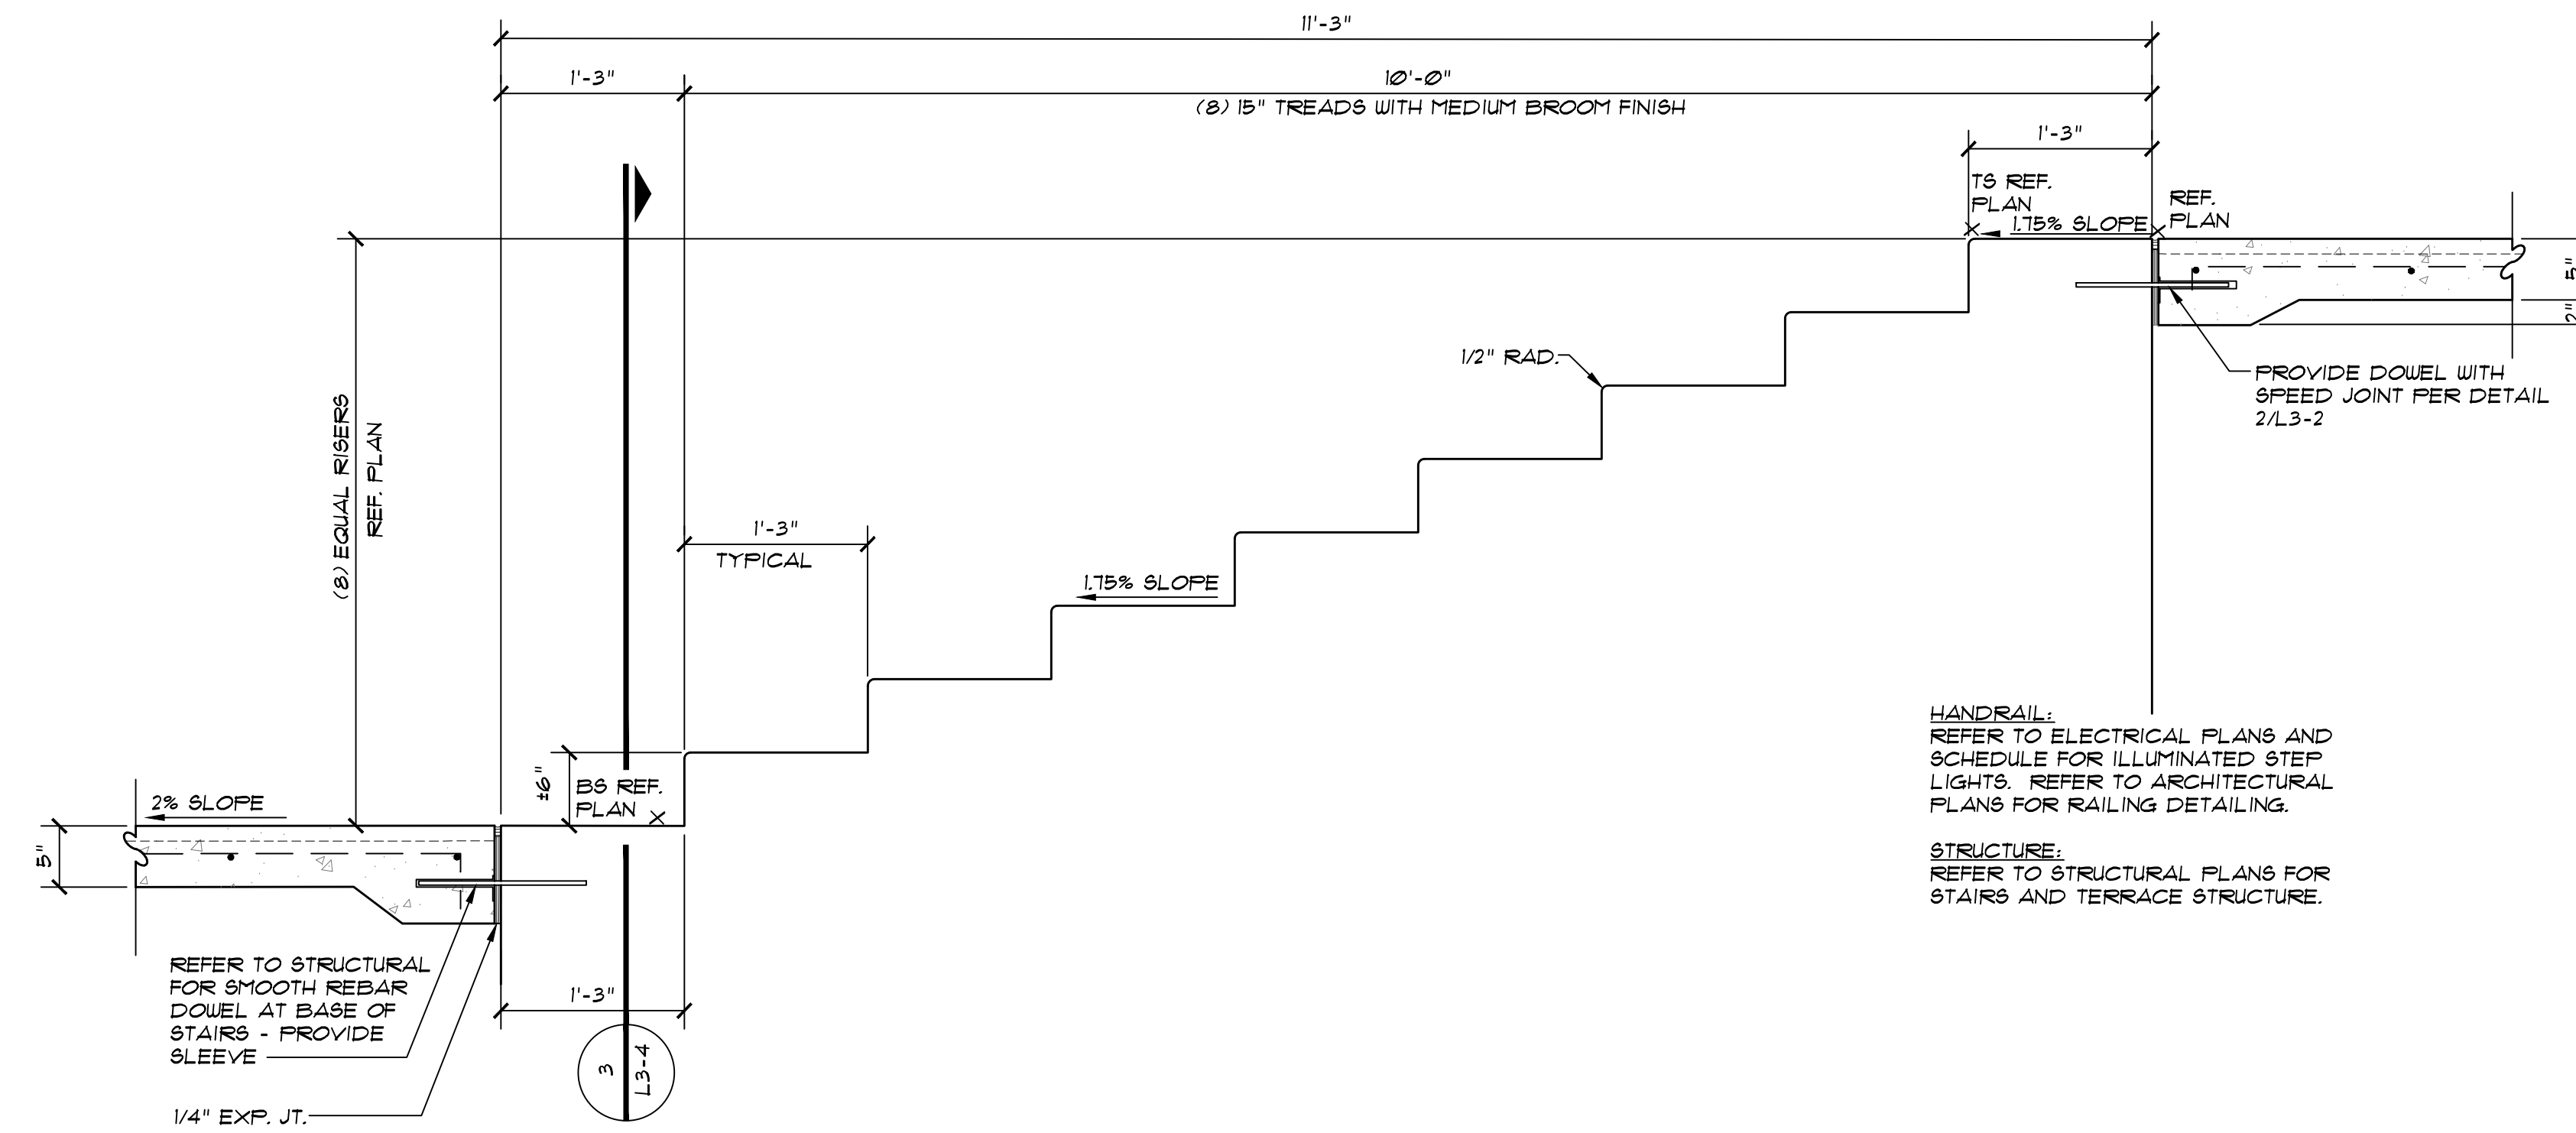 11'-3"
1'-3"
10'-0"
(8) 15" TREADS WITH MEDIUM BROOM FINISH
1'-3"
TS REF.
PLAN
1.75% SLOPE
REF.
PLAN
5"
2"
1/2" RAD.
PROVIDE DOWEL WITH
SPEED JOINT PER DETAIL
2/L3-2
(8) EQUAL RISERS
REF. PLAN
1'-3"
TYPICAL
1.75% SLOPE
±6"
BS REF.
PLAN
2% SLOPE
5"
HANDRAIL:
REFER TO ELECTRICAL PLANS AND
SCHEDULE FOR ILLUMINATED STEP
LIGHTS. REFER TO ARCHITECTURAL
PLANS FOR RAILING DETAILING.
STRUCTURE:
REFER TO STRUCTURAL PLANS FOR
STAIRS AND TERRACE STRUCTURE.
REFER TO STRUCTURAL
FOR SMOOTH REBAR
DOWEL AT BASE OF
STAIRS - PROVIDE
SLEEVE
1'-3"
3
L3-4
1/4" EXP. JT.